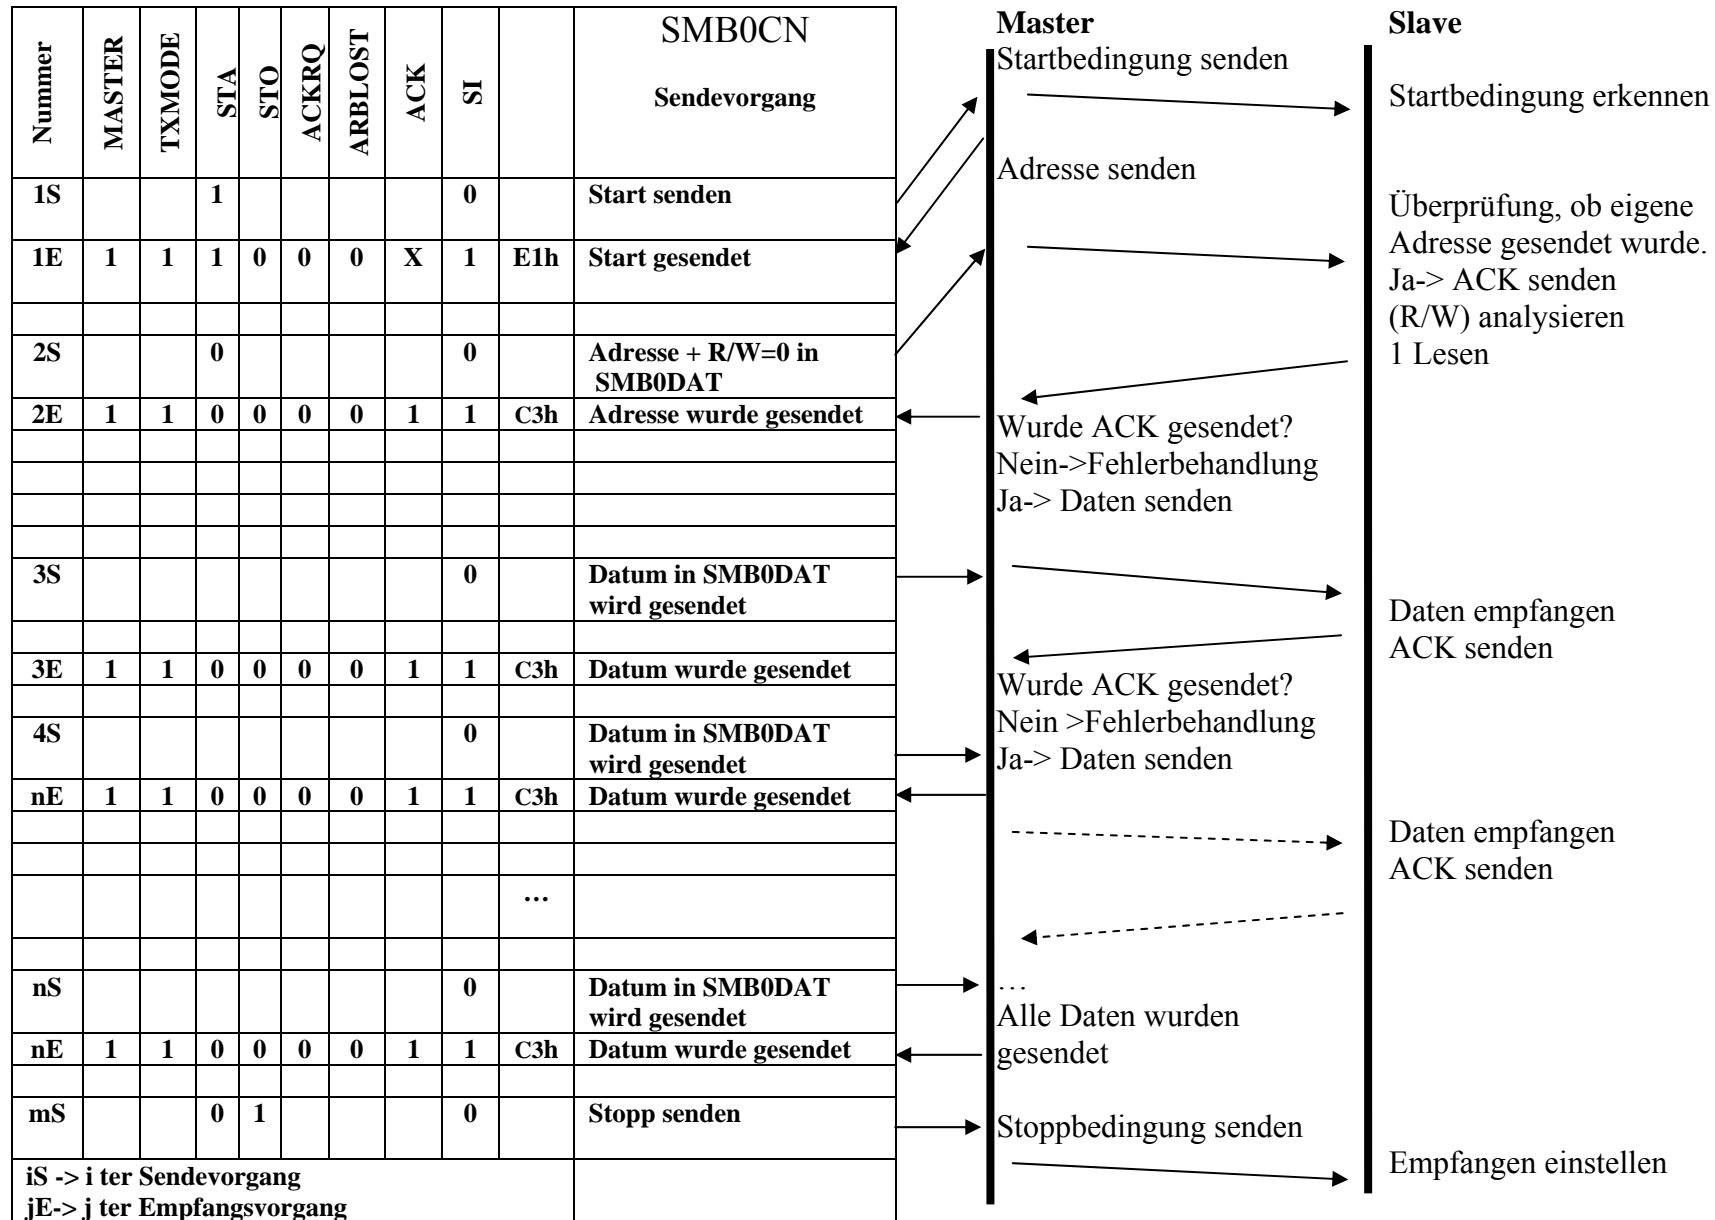 Nummer MASTER TXMODE STA STO ACKRQ ARBLOST ACK SI SMB0CN
Sendevorgang
1S 1 0 Start senden
1E 1 1 1 0 0 0 X 1 E1h Start gesendet
2S 0 0 Adresse + R/W=0 in
SMB0DAT
2E 1 1 0 0 0 0 1 1 C3h Adresse wurde gesendet
3S 0 Datum in SMB0DAT
wird gesendet
3E 1 1 0 0 0 0 1 1 C3h Datum wurde gesendet
4S 0 Datum in SMB0DAT
wird gesendet
nE 1 1 0 0 0 0 1 1 C3h Datum wurde gesendet
…
nS 0 Datum in SMB0DAT
wird gesendet
nE 1 1 0 0 0 0 1 1 C3h Datum wurde gesendet
mS 0 1 0 Stopp senden
iS -> i ter Sendevorgang
jE-> j ter Empfangsvorgang
Master
Startbedingung senden
Adresse senden
Wurde ACK gesendet?
Nein->Fehlerbehandlung
Ja-> Daten senden
Wurde ACK gesendet?
Nein >Fehlerbehandlung
Ja-> Daten senden
…
Alle Daten wurden
gesendet
Stoppbedingung senden
Slave
Startbedingung erkennen
Überprüfung, ob eigene
Adresse gesendet wurde.
Ja-> ACK senden
(R/W) analysieren
1 Lesen
Daten empfangen
ACK senden
Daten empfangen
ACK senden
Empfangen einstellen